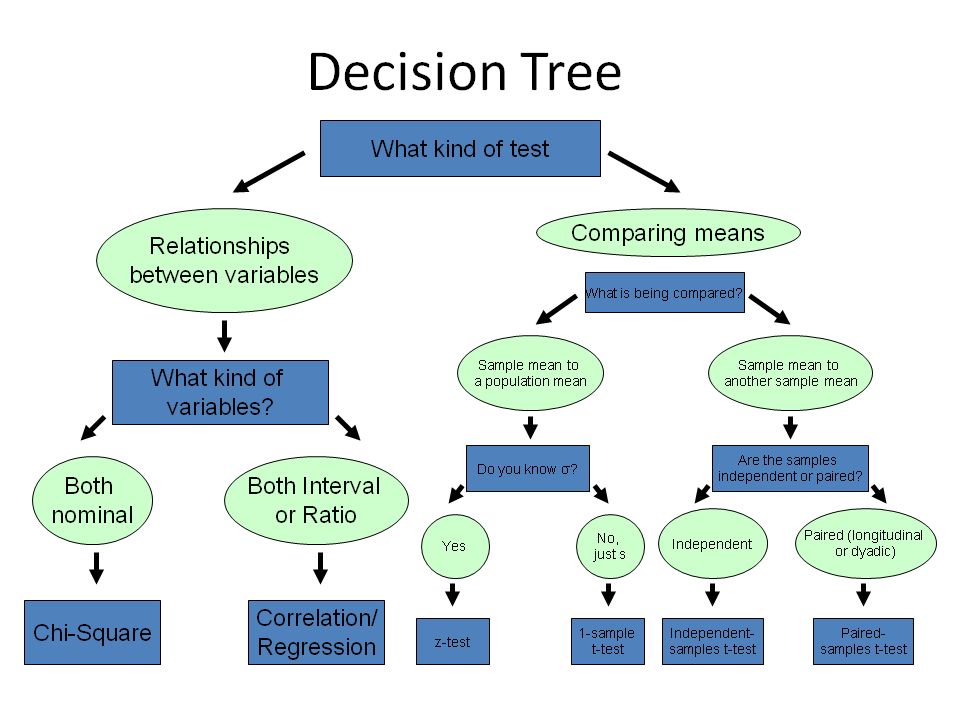 Decision Tree
What kind of test
Relationships
between variables
Comparing means
What is being compared?
What kind of
variables?
Sample mean to
a population mean
Sample mean to
another sample mean
Both
nominal
Both Interval
or Ratio
Do you know σ?
Are the samples
independent or paired?
Yes
No,
just s
Independent
Paired (longitudinal
or dyadic)
Chi-Square
Correlation/
Regression
z-test
1-sample
t-test
Independent-
samples t-test
Paired-
samples t-test